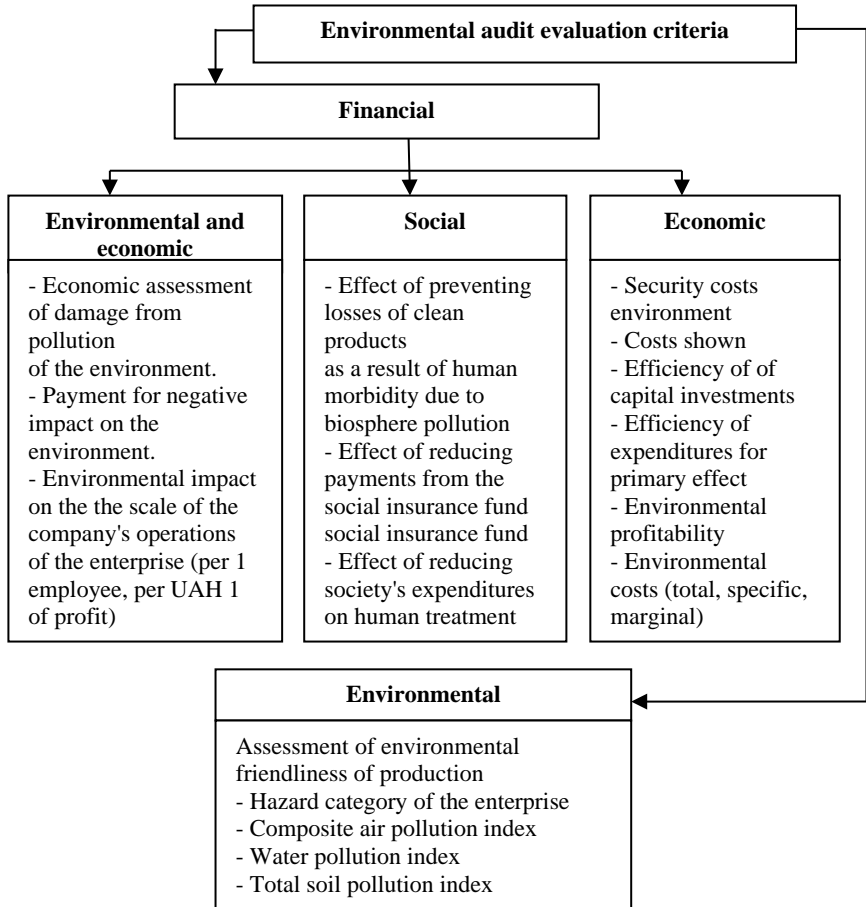 Environmental audit evaluation criteria
Financial
Environmental and
economic
- Economic assessment
of damage from
pollution
of the environment.
- Payment for negative
impact on the
environment.
- Environmental impact
on the the scale of the
company's operations
of the enterprise (per 1
employee, per UAH 1
of profit)
Social
- Effect of preventing
losses of clean
products
as a result of human
morbidity due to
biosphere pollution
- Effect of reducing
payments from the
social insurance fund
social insurance fund
- Effect of reducing
society's expenditures
on human treatment
Economic
- Security costs
environment
- Costs shown
- Efficiency of of
capital investments
- Efficiency of
expenditures for
primary effect
- Environmental
profitability
- Environmental
costs (total, specific,
marginal)
Environmental
Assessment of environmental
friendliness of production
- Hazard category of the enterprise
- Composite air pollution index
- Water pollution index
- Total soil pollution index